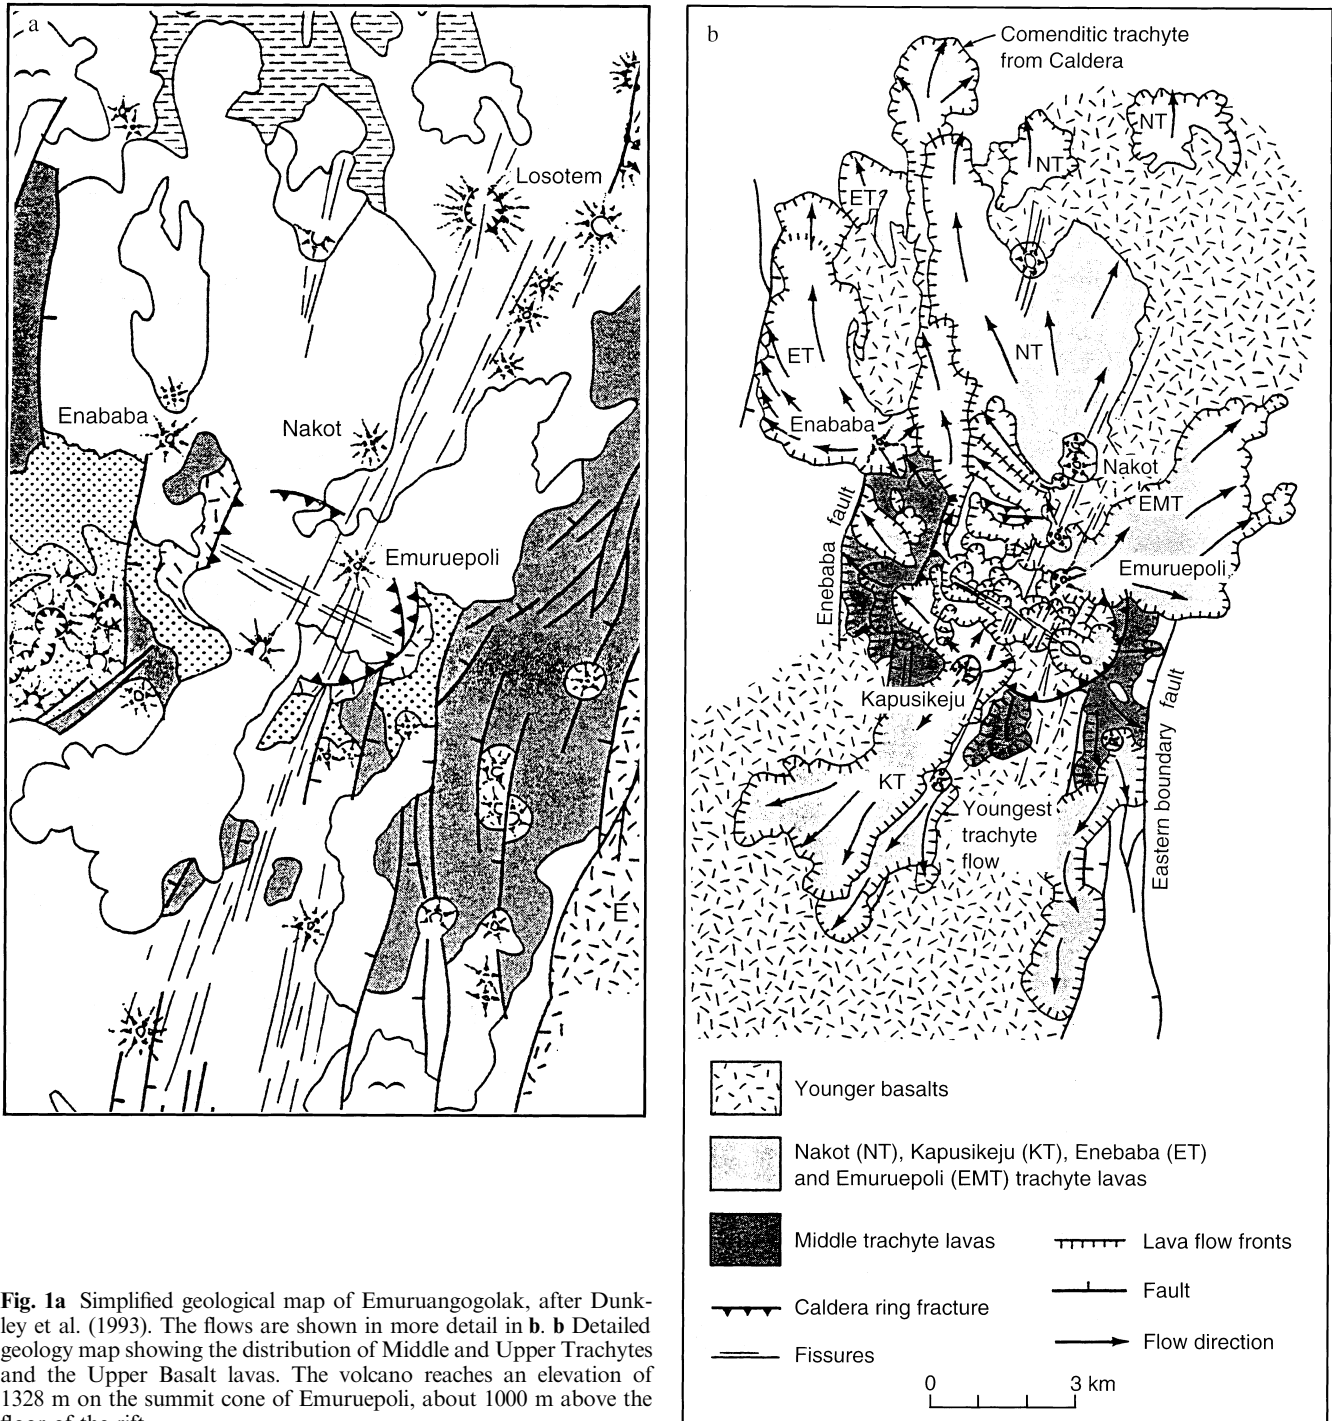 a
Losotem
Enababa
Nakot
Emuruepoli
E
b
Comenditic trachyte
from Caldera
NT
NT
ET
ET
NT
Enababa
Nakot
EMT
Enebaba fault
Emuruepoli
Kapusikeju
KT
Youngest
trachyte
flow
Eastern boundary fault
Younger basalts
Nakot (NT), Kapusikeju (KT), Enebaba (ET)
and Emuruepoli (EMT) trachyte lavas
Middle trachyte lavas
Lava flow fronts
Fault
Caldera ring fracture
Flow direction
Fissures
0 3 km
Fig. 1a Simplified geological map of Emuruangogolak, after Dunk-
ley et al. (1993). The flows are shown in more detail in b. b Detailed
geology map showing the distribution of Middle and Upper Trachytes
and the Upper Basalt lavas. The volcano reaches an elevation of
1328 m on the summit cone of Emuruepoli, about 1000 m above the
floor of the rift